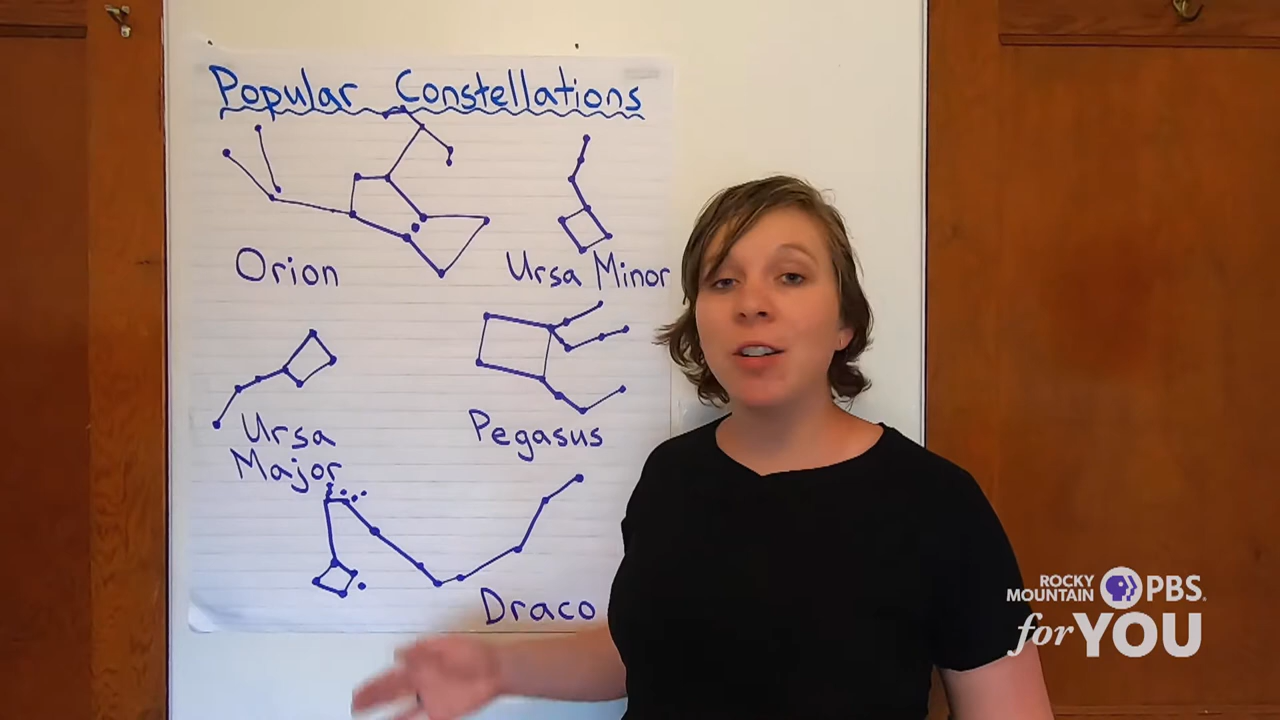 Popular Constellations
Orion
Ursa Minor
Ursa
Major
Pegasus
Draco
ROCKY
MOUNTAIN PBS
for YOU